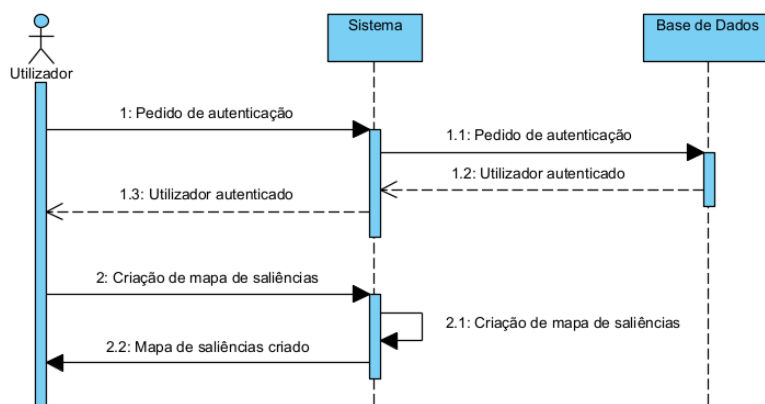 Sistema
Base de Dados
Utilizador
1: Pedido de autenticação
1.1: Pedido de autenticação
1.2: Utilizador autenticado
1.3: Utilizador autenticado
2: Criação de mapa de saliências
2.1: Criação de mapa de saliências
2.2: Mapa de saliências criado